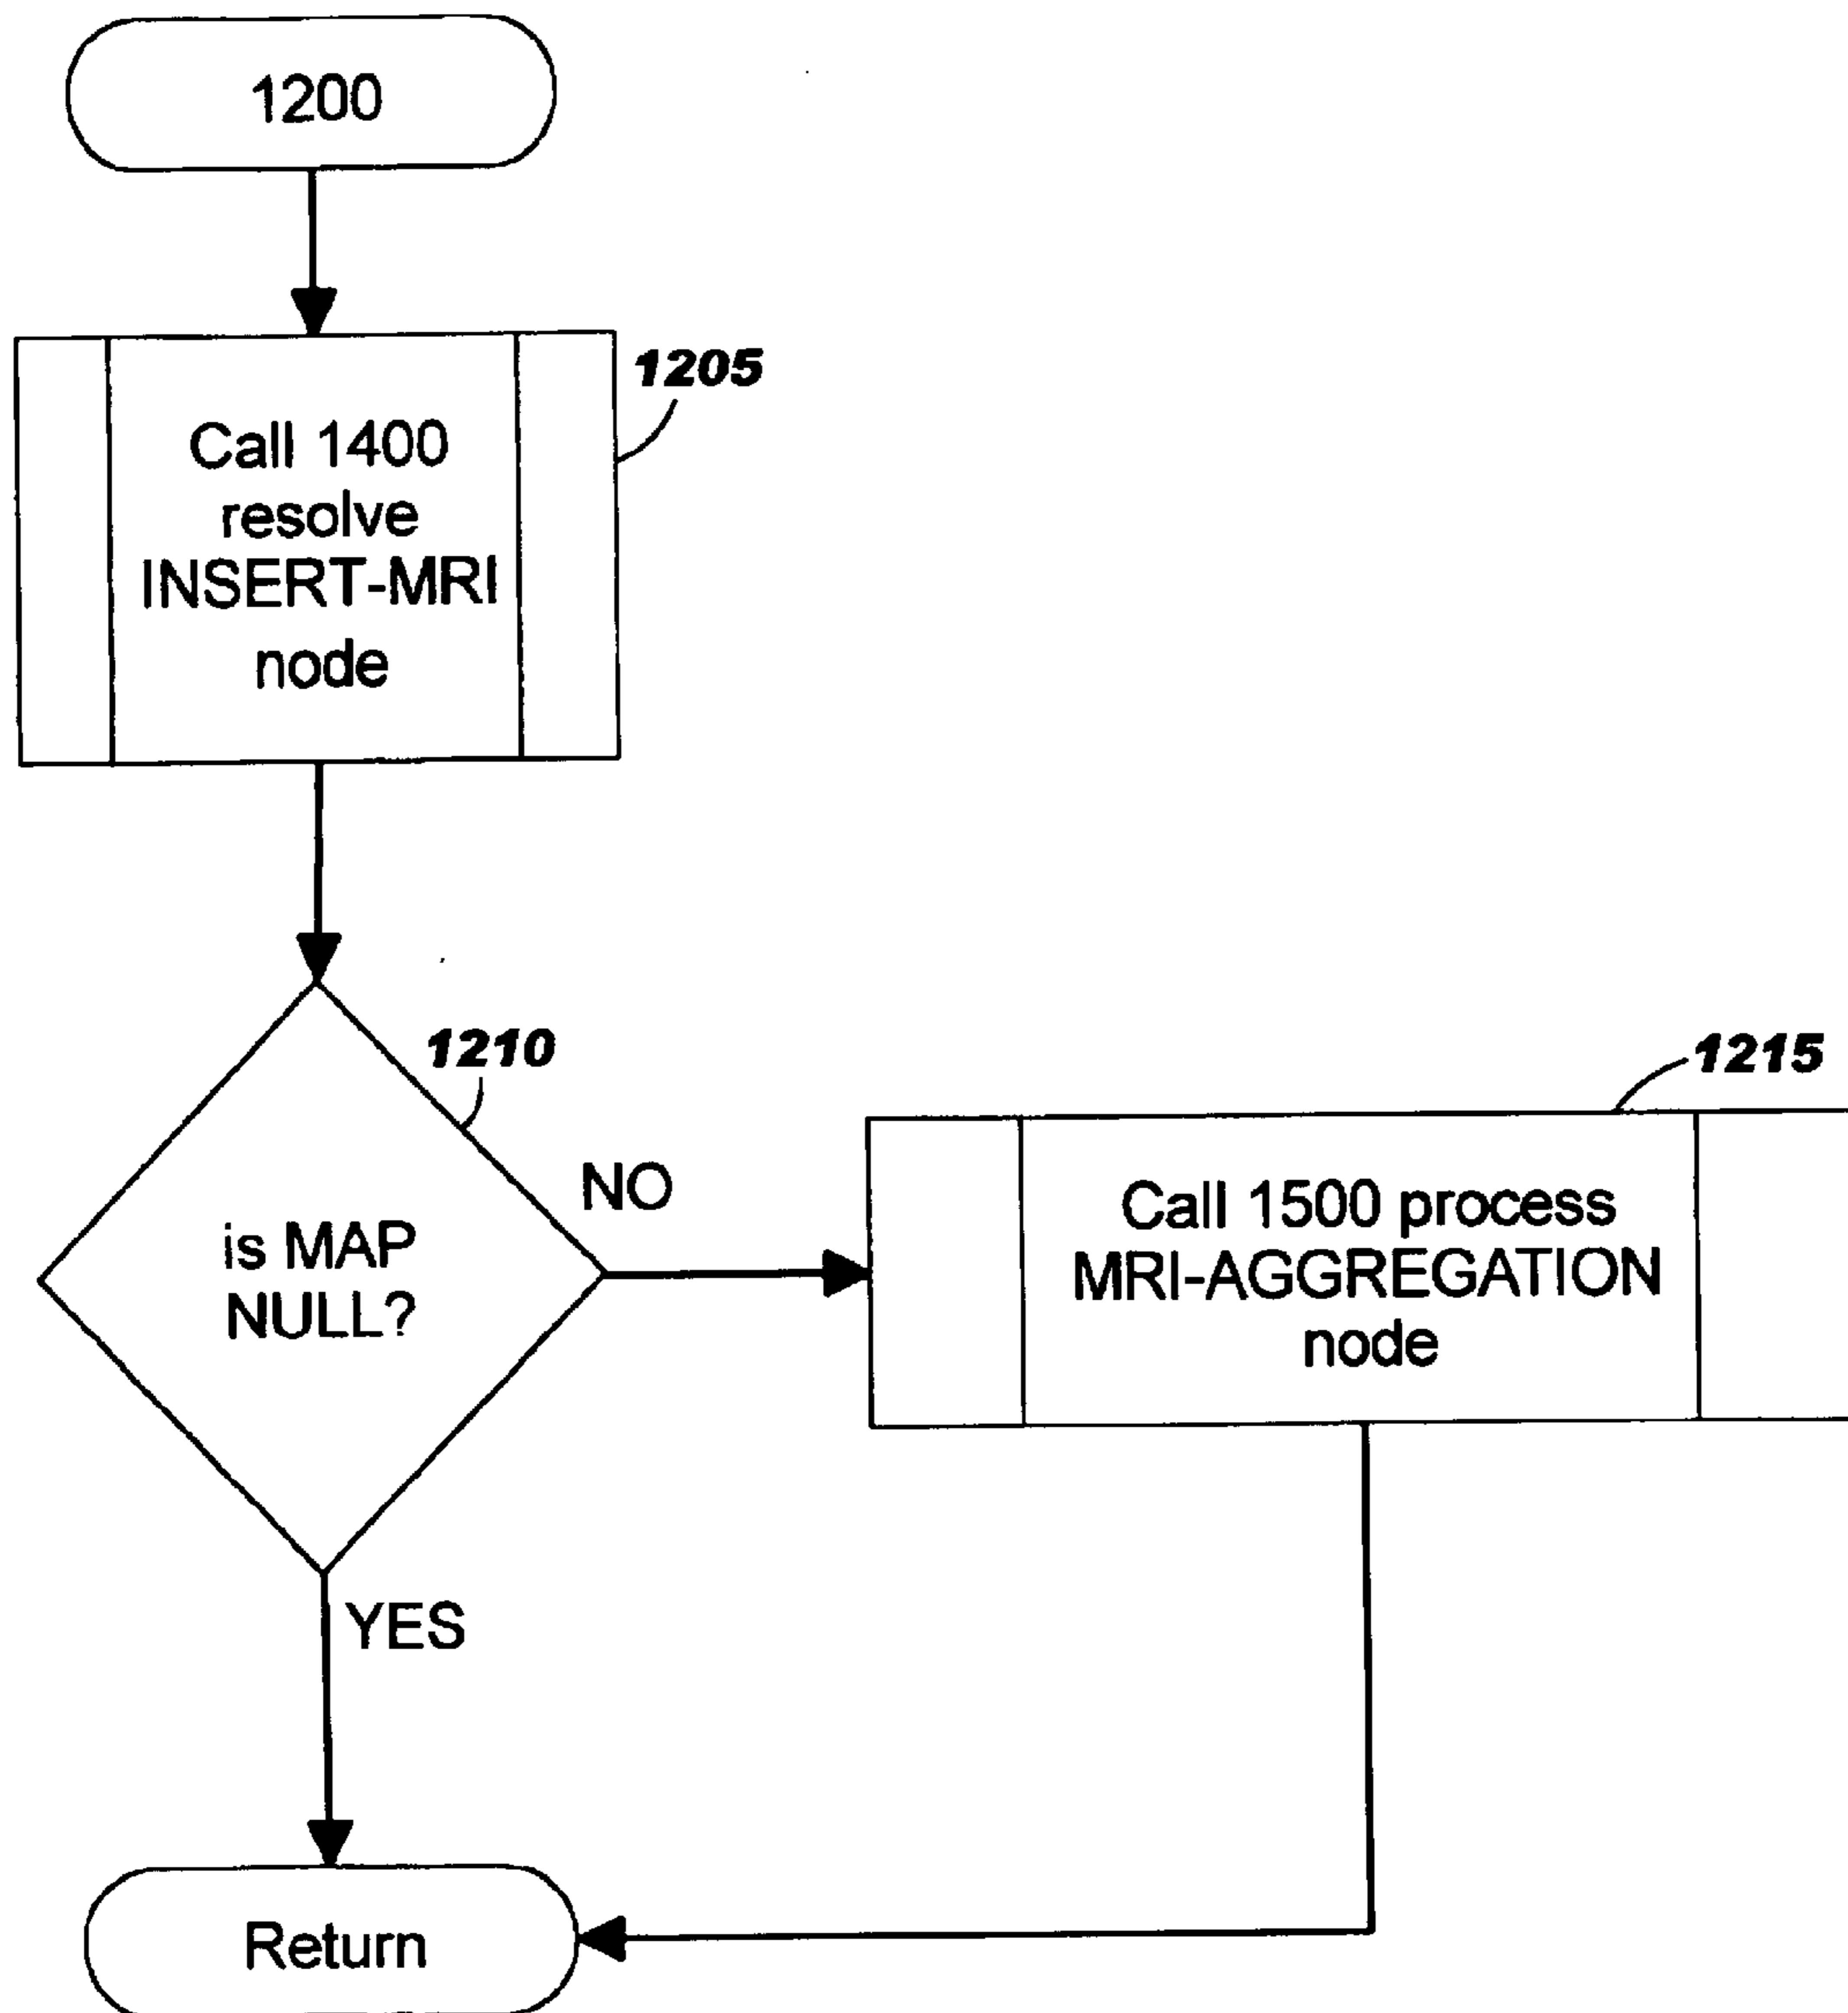 1200
1205
Call 1400
resolve
INSERT-MRI
node
1210
is MAP
NULL?
NO
1215
Call 1500 process
MRI-AGGREGATION
node
YES
Return